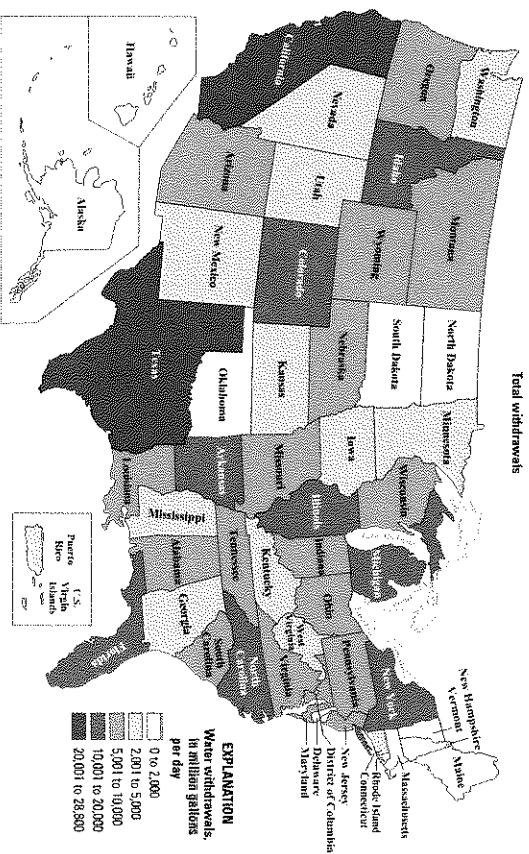 Total withdrawals
Washington
Oregon
California
Nevada
Idaho
Montana
Wyoming
Utah
Arizona
Colorado
New Mexico
North Dakota
South Dakota
Nebraska
Kansas
Oklahoma
Texas
Minnesota
Iowa
Missouri
Arkansas
Louisiana
Wisconsin
Illinois
Michigan
Indiana
Ohio
Kentucky
Tennessee
Mississippi
Alabama
Georgia
Florida
South
Carolina
North
Carolina
Virginia
West
Virginia
Pennsylvania
New York
New Hampshire
Vermont
Maine
Massachusetts
Rhode Island
Connecticut
New Jersey
District of Columbia
Delaware
Maryland
Hawaii
Alaska
Puerto
Rico
U.S.
Virgin
Islands
EXPLANATION
Water withdrawals,
in million gallons
per day
0 to 2,000
2,001 to 5,000
5,001 to 10,000
10,001 to 20,000
20,001 to 28,800